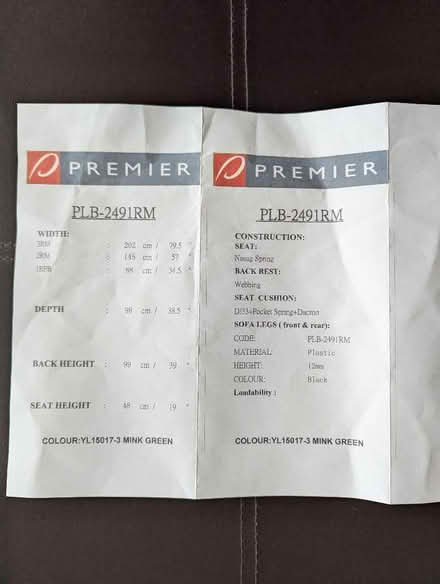 PREMIER
PLB-2491RM
WIDTH:
3RM : 202 cm / 79.5 "
2RM : 145 cm / 57 "
: 88 cm / 34.5 "
DEPTH : 98 cm / 38.5 "
BACK HEIGHT : 99 cm / 39 "
SEAT HEIGHT : 48 cm / 19 "
COLOUR:YL15017-3 MINK GREEN
PREMIER
PLB-2491RM
CONSTRUCTION:
SEAT:
Nosag Spring
BACK REST:
Webbing
SEAT CUSHION:
D/33+Pocket Spring+Dacron
SOFA LEGS ( front & rear):
CODE: PLB-2491RM
MATERIAL: Plastic
HEIGHT: 12mm
COLOUR: Black
Loadability :
COLOUR:YL15017-3 MINK GREEN